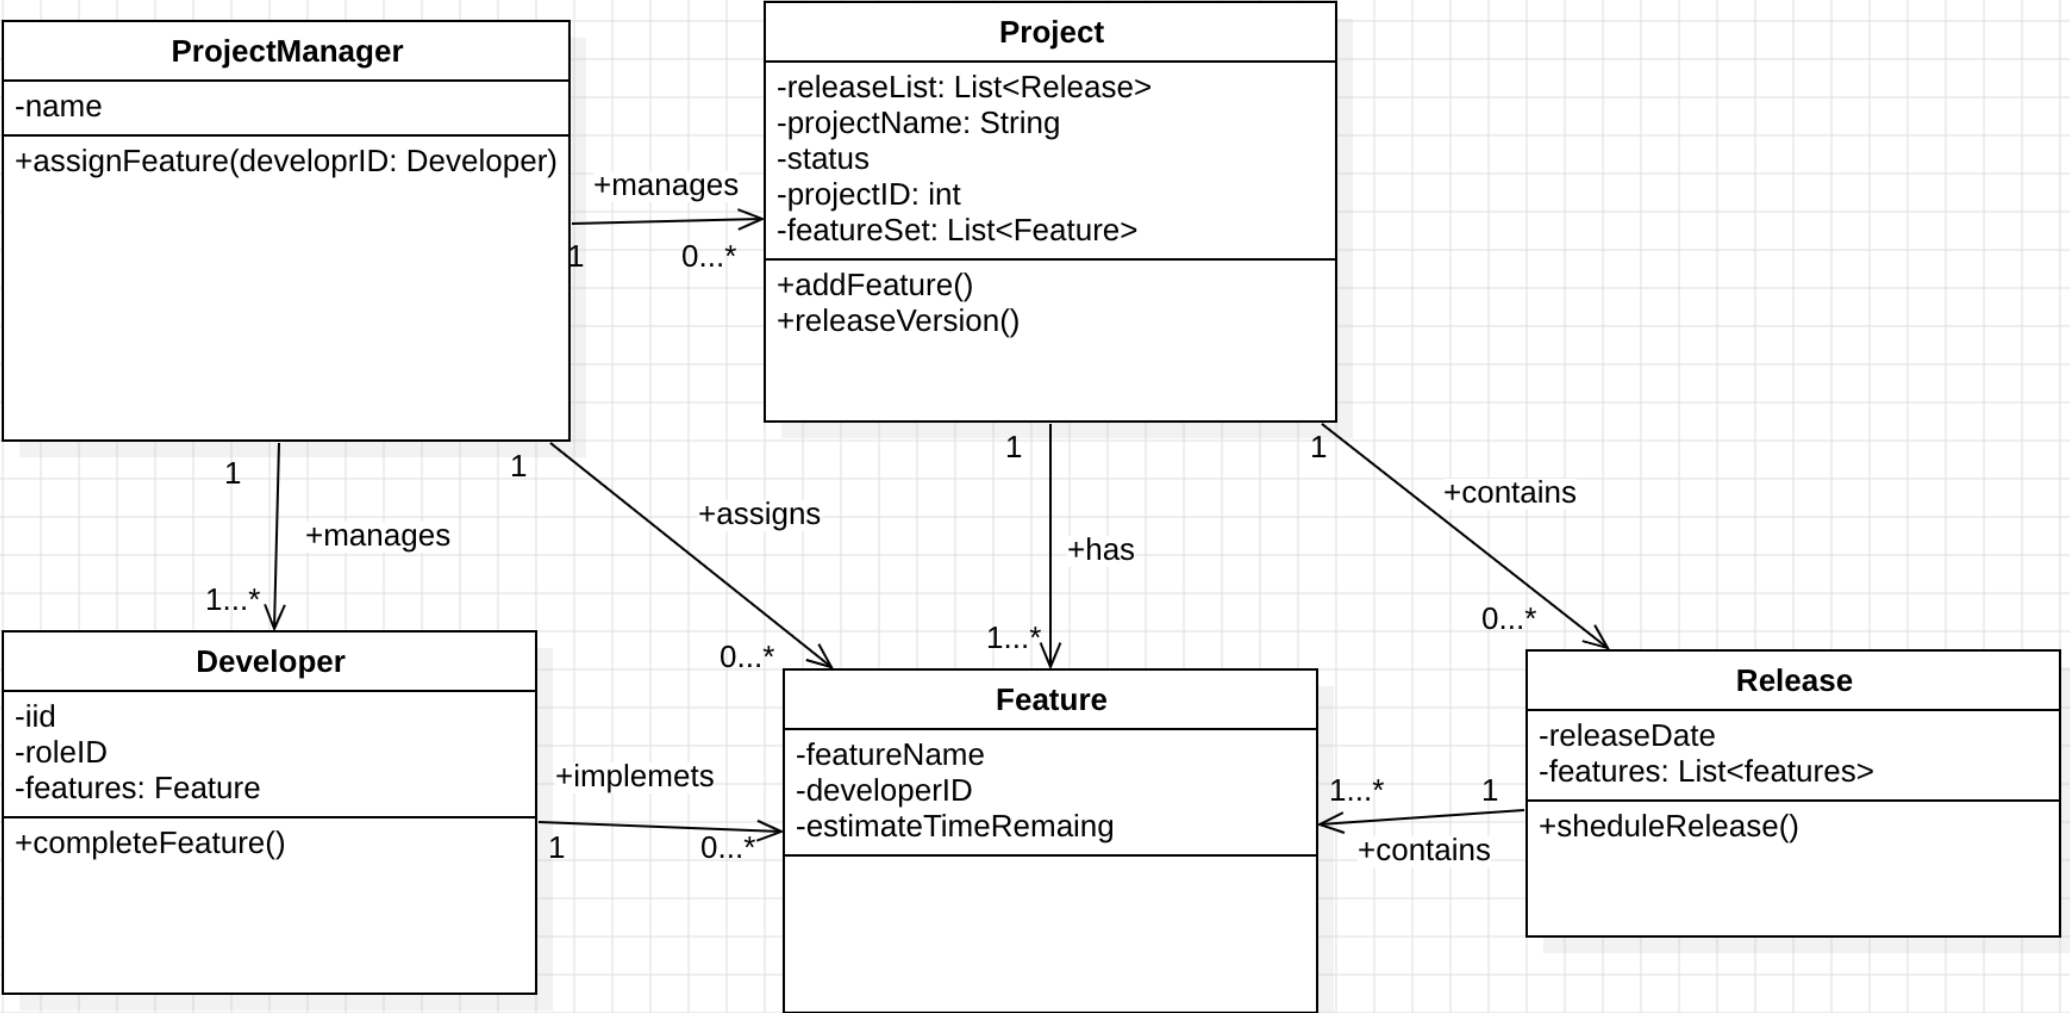 ProjectManager
-name
+assignFeature(developrID: Developer)
+manages
1
0...*
Project
-releaseList: List<Release>
-projectName: String
-status
-projectID: int
-featureSet: List<Feature>
+addFeature()
+releaseVersion()
1
+manages
1...*
1
+assigns
0...*
1
+has
1...*
1
+contains
0...*
Developer
-iid
-roleID
-features: Feature
+completeFeature()
+implemets
1
0...*
Feature
-featureName
-developerID
-estimateTimeRemaing
1...*
1
+contains
Release
-releaseDate
-features: List<features>
+sheduleRelease()